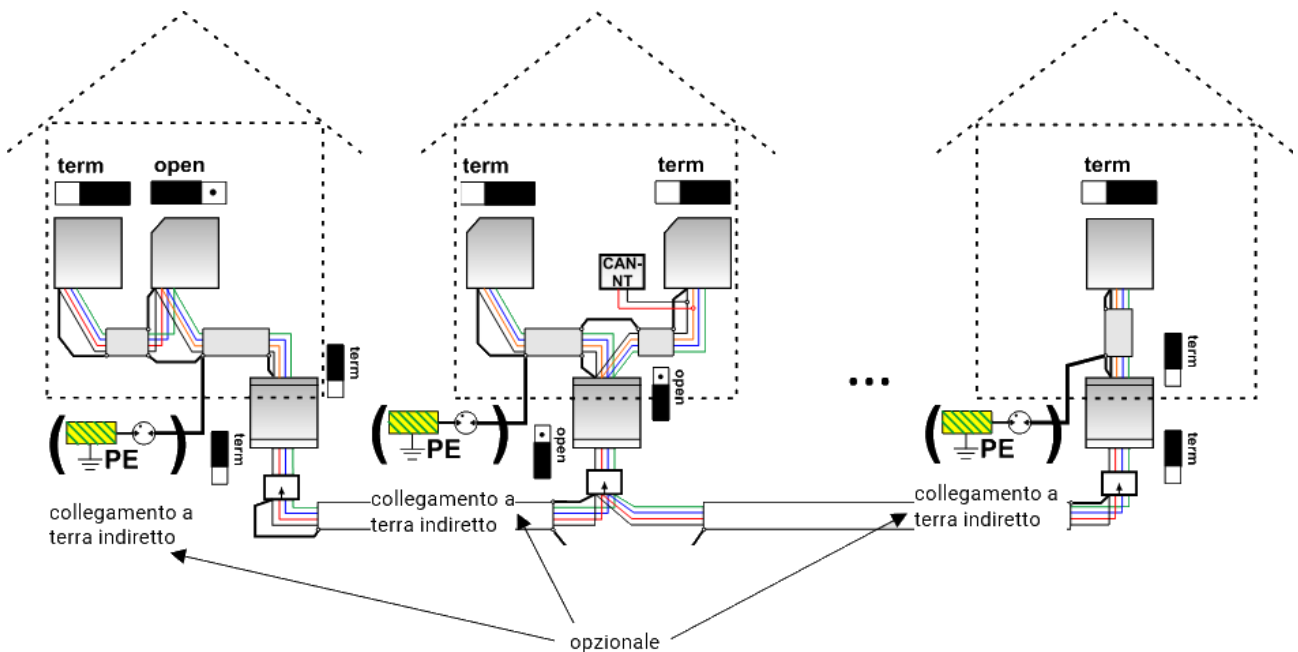 term
open
term
term
term
CAN-
NT
term
open
term
...
PE
term
PE
open
PE
term
collegamento a
terra indiretto
collegamento a
terra indiretto
collegamento a
terra indiretto
opzionale